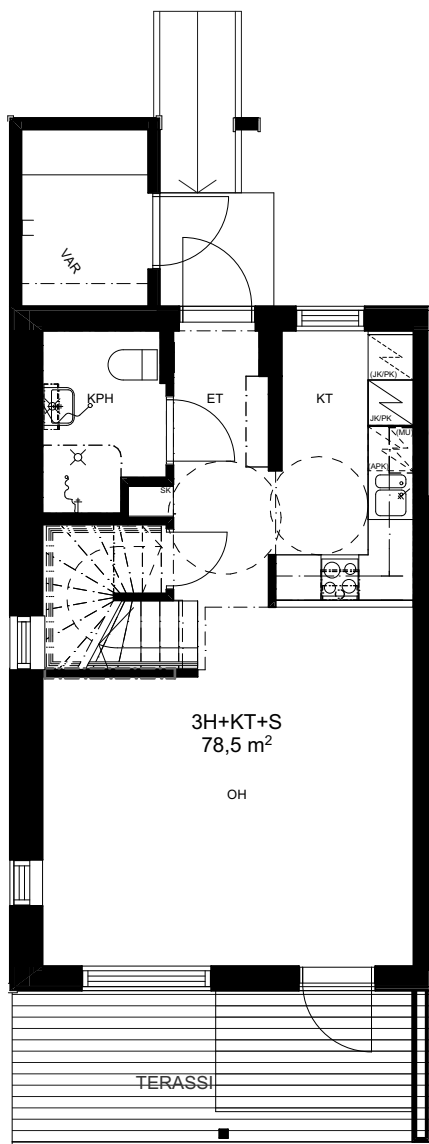 VAR
(JK/PK)
KPH
ET
KT
JK/PK
(MU)
(APK)
SK
3H+KT+S
78,5 m²
OH
TERASSI